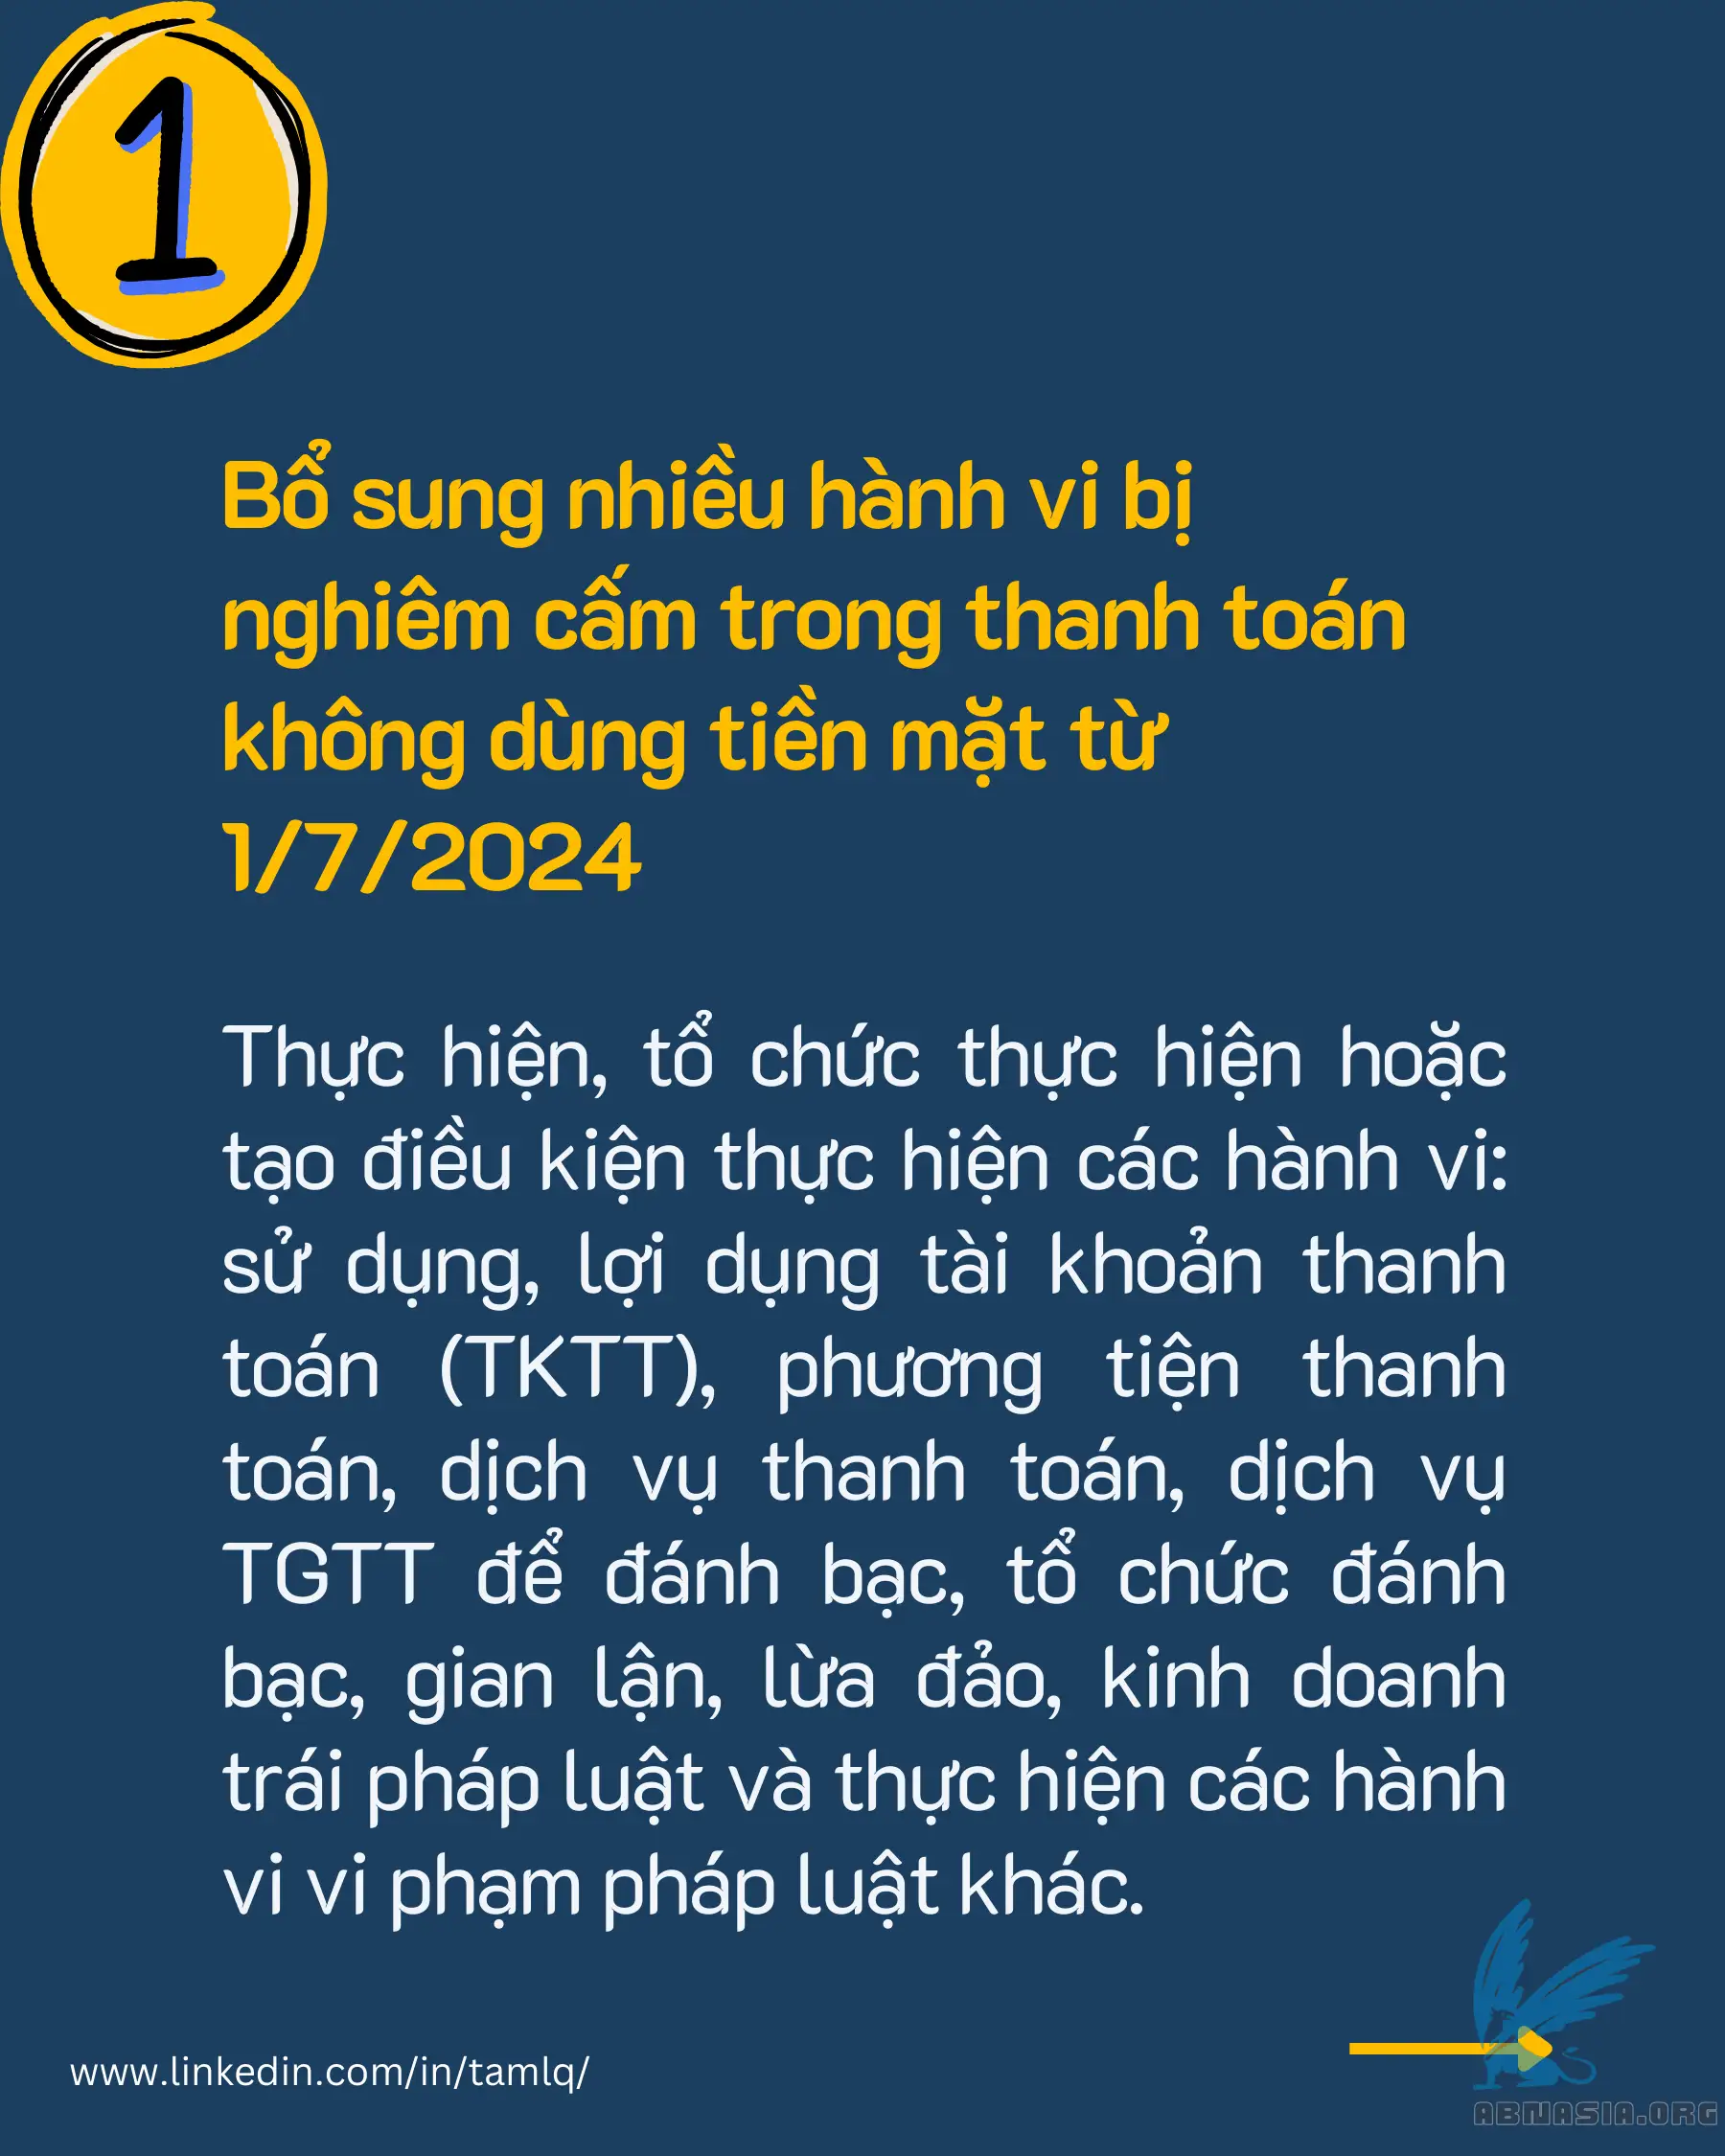 1
Bổ sung nhiều hành vi bị
nghiêm cấm trong thanh toán
không dùng tiền mặt từ
1/7/2024
Thực hiện, tổ chức thực hiện hoặc
tạo điều kiện thực hiện các hành vi:
sử dụng, lợi dụng tài khoản thanh
toán (TKTT), phương tiện thanh
toán, dịch vụ thanh toán, dịch vụ
TGTT để đánh bạc, tổ chức đánh
bạc, gian lận, lừa đảo, kinh doanh
trái pháp luật và thực hiện các hành
vi vi phạm pháp luật khác.
www.linkedin.com/in/tamlq/
ABNASIA.ORG